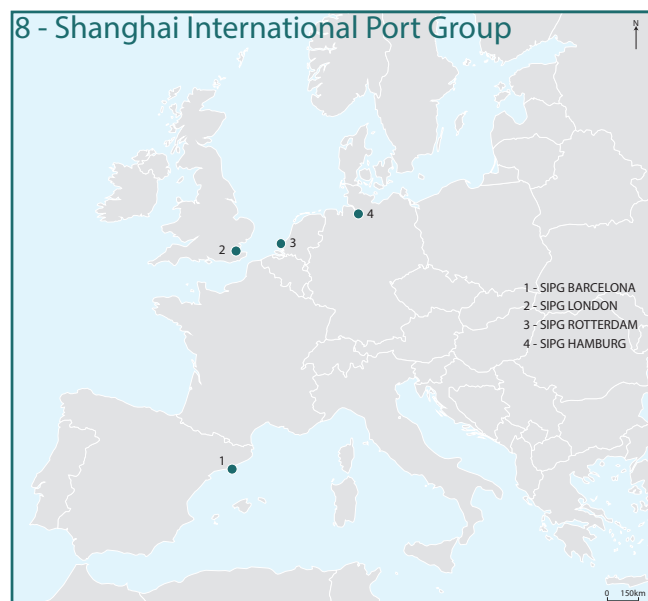 8 - Shanghai International Port Group
N
4
3
2
1 - SIPG BARCELONA
2 - SIPG LONDON
3 - SIPG ROTTERDAM
4 - SIPG HAMBURG
1
0 150km